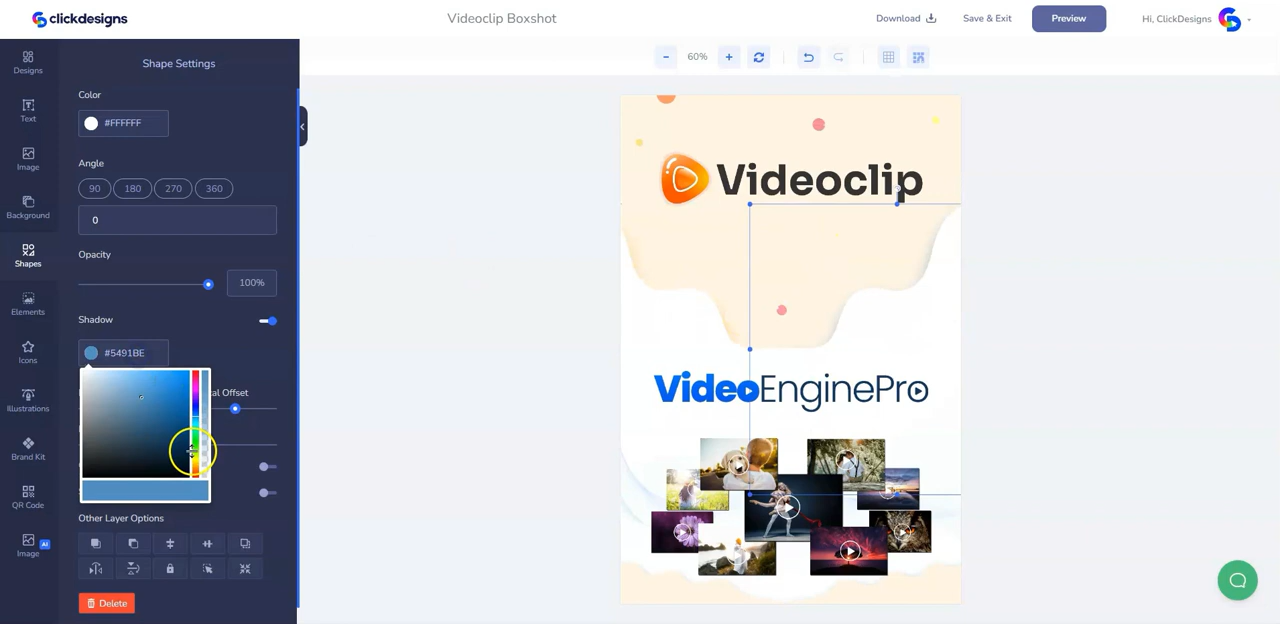 clickdesigns
Videoclip Boxshot
Download
Save & Exit
Preview
Hi, ClickDesigns
60%
Designs
Text
Image
Background
Shapes
Elements
Icons
Illustrations
Brand Kit
QR Code
Image
AI
Shape Settings
Color
#FFFFFF
Angle
90
180
270
360
0
Opacity
100%
Shadow
#5491BE
Offset
Other Layer Options
Delete
Videoclip
VideoEnginePro